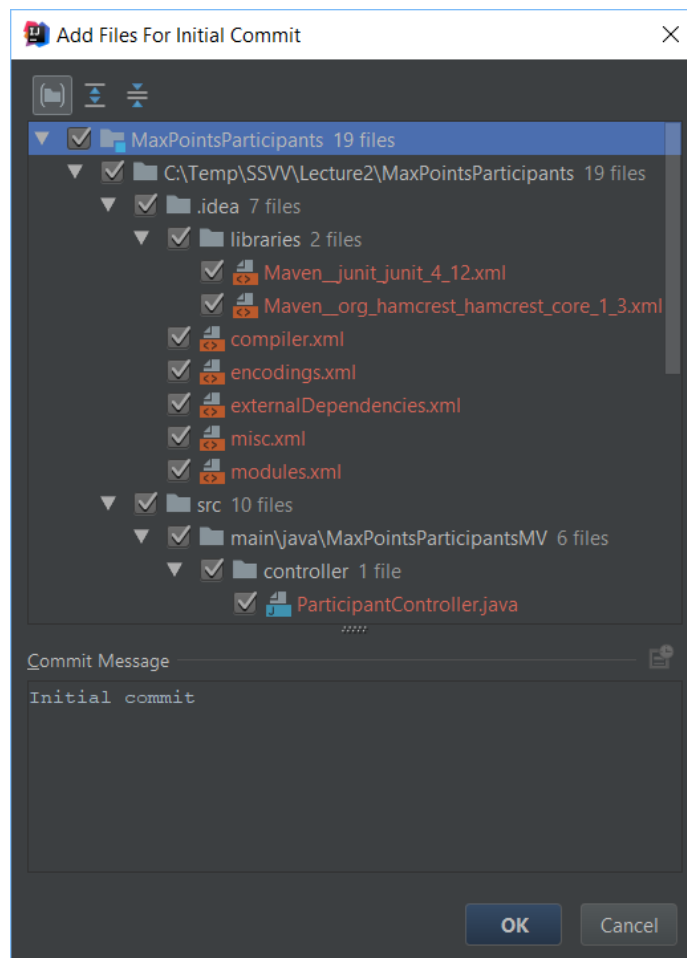 Add Files For Initial Commit
MaxPointsParticipants 19 files
C:\Temp\SSVV\Lecture2\MaxPointsParticipants 19 files
.idea 7 files
libraries 2 files
Maven__junit_junit_4_12.xml
Maven__org_hamcrest_hamcrest_core_1_3.xml
compiler.xml
encodings.xml
externalDependencies.xml
misc.xml
modules.xml
src 10 files
main\java\MaxPointsParticipantsMV 6 files
controller 1 file
ParticipantController.java
Commit Message
Initial commit
OK Cancel